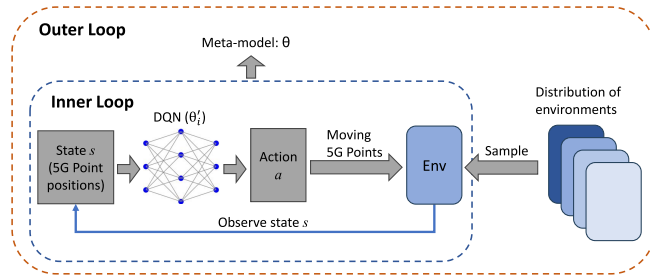 Outer Loop
Meta-model: θ
Inner Loop
DQN (θ′ᵢ)
State s
(5G Point
positions)
Action
a
Moving
5G Points
Env
Sample
Distribution of
environments
Observe state s